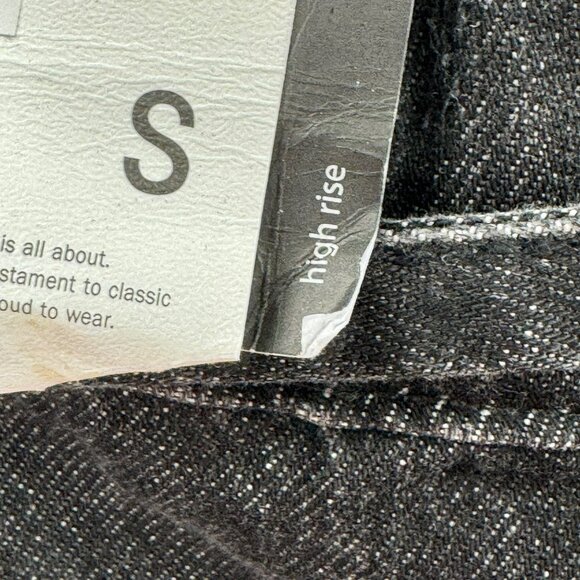 S
high rise
is all about.
stament to classic
oud to wear.